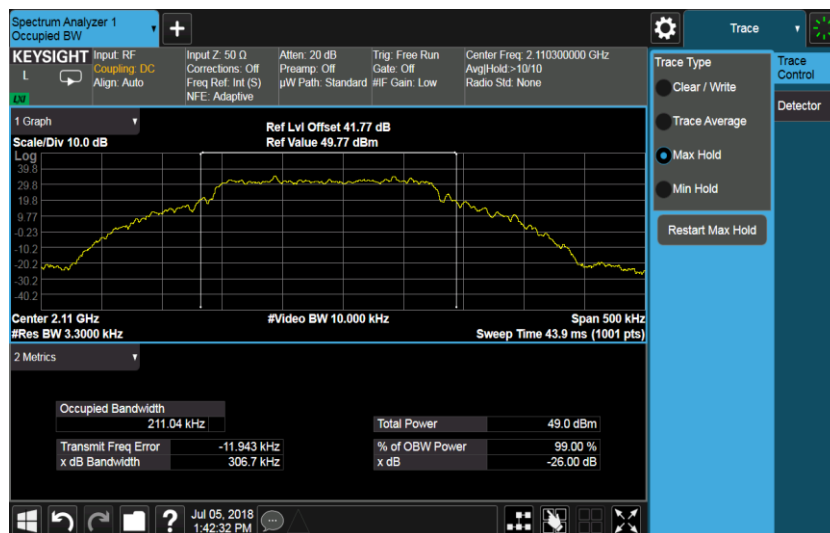 Spectrum Analyzer 1
Occupied BW
KEYSIGHT
L
LXI
Input: RF
Coupling: DC
Align: Auto
Input Z: 50 Ω
Corrections: Off
Freq Ref: Int (S)
NFE: Adaptive
Atten: 20 dB
Preamp: Off
µW Path: Standard
Trig: Free Run
Gate: Off
#IF Gain: Low
Center Freq: 2.110300000 GHz
Avg|Hold:>10/10
Radio Std: None
1 Graph
Scale/Div 10.0 dB
Ref Lvl Offset 41.77 dB
Ref Value 49.77 dBm
Log
39.8
29.8
19.8
9.77
-0.23
-10.2
-20.2
-30.2
-40.2
Center 2.11 GHz
#Video BW 10.000 kHz
Span 500 kHz
#Res BW 3.3000 kHz
Sweep Time 43.9 ms (1001 pts)
2 Metrics
Occupied Bandwidth
211.04 kHz
Total Power 49.0 dBm
Transmit Freq Error -11.943 kHz
% of OBW Power 99.00 %
x dB Bandwidth 306.7 kHz
x dB -26.00 dB
?
Jul 05, 2018
1:42:32 PM
Trace
Trace Type
Clear / Write
Trace Average
Max Hold
Min Hold
Restart Max Hold
Trace
Control
Detector